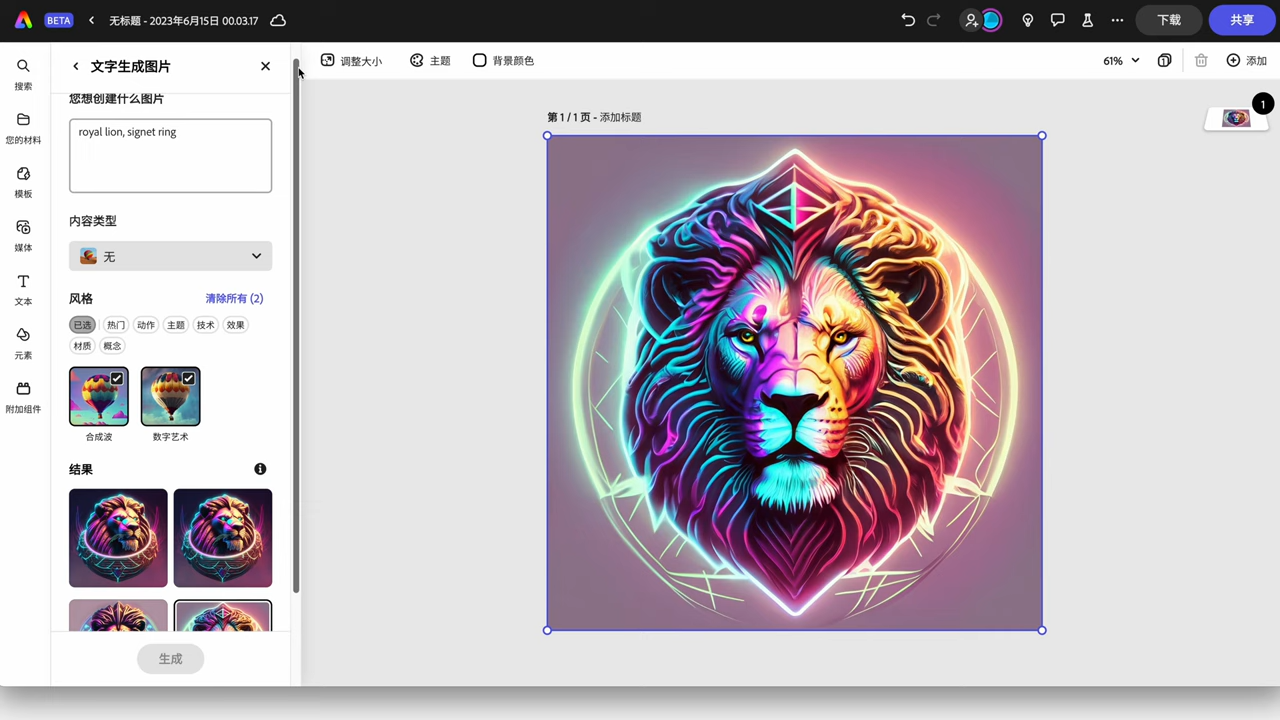 BETA
无标题 - 2023年6月15日 00.03.17
下载
共享
搜索
您的材料
模板
媒体
文本
元素
附加组件
文字生成图片
您想创建什么图片
royal lion, signet ring
内容类型
无
风格
清除所有 (2)
已选
热门
动作
主题
技术
效果
材质
概念
合成波
数字艺术
结果
生成
调整大小
主题
背景颜色
61%
添加
第 1 / 1 页 - 添加标题
1